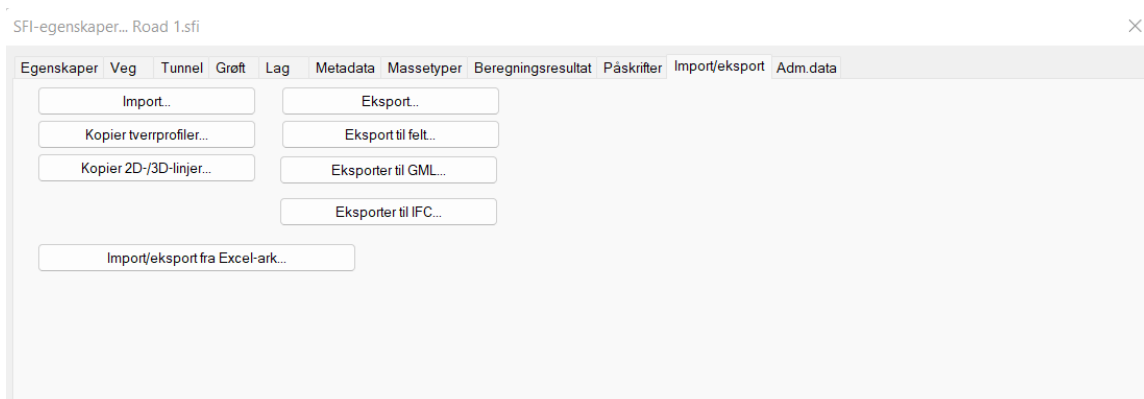 SFI-egenskaper... Road 1.sfi
Egenskaper Veg Tunnel Grøft Lag Metadata Massetyper Beregningsresultat Påskrifter Import/eksport Adm.data
Import... Eksport...
Kopier tverrprofiler... Eksport til felt...
Kopier 2D-/3D-linjer... Eksporter til GML...
Eksporter til IFC...
Import/eksport fra Excel-ark...